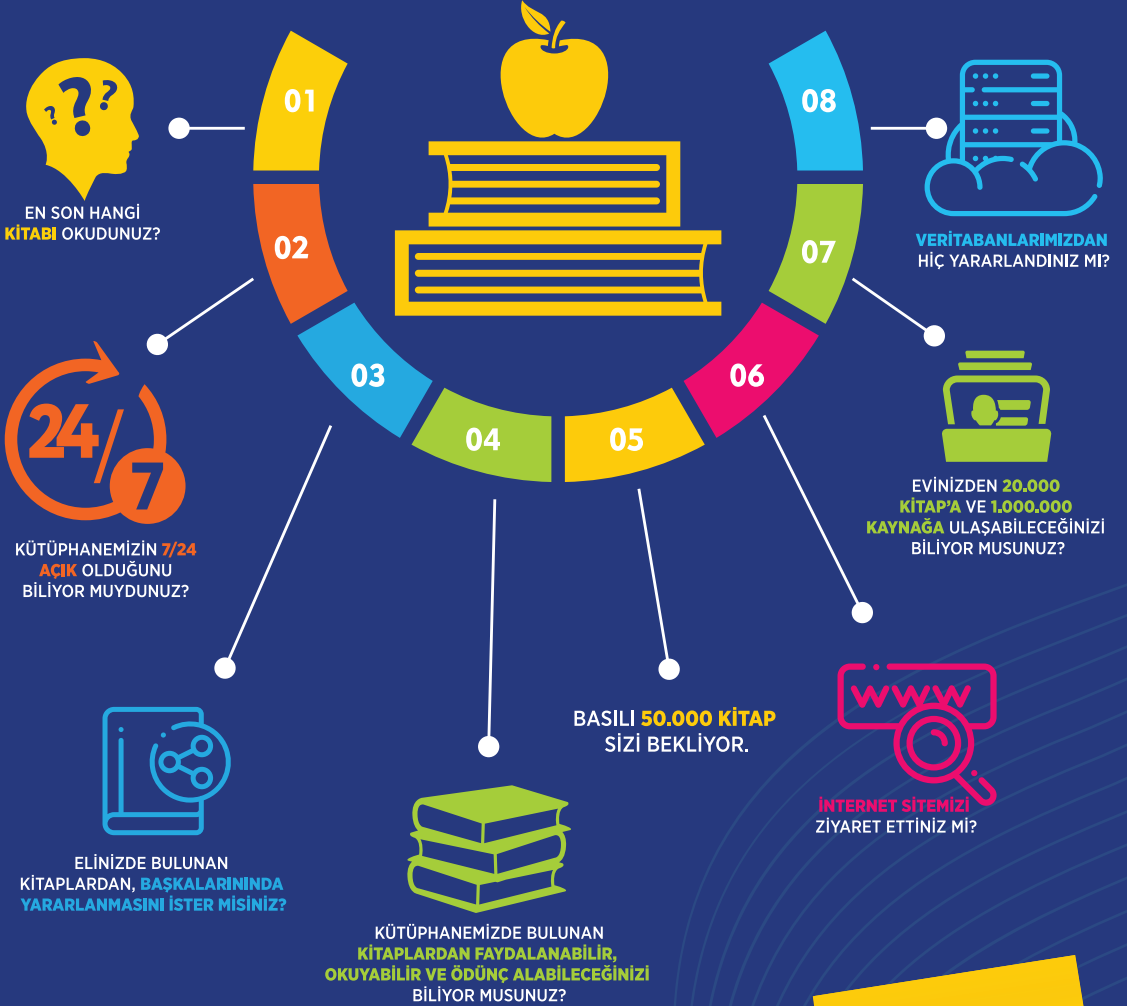 01
EN SON HANGİ
KİTABI OKUDUNUZ?
02
24/7
KÜTÜPHANEMİZİN 7/24
AÇIK OLDUĞUNU
BİLİYOR MUYDUNUZ?
03
ELİNİZDE BULUNAN
KİTAPLARDAN, BAŞKALARININDA
YARARLANMASINI İSTER MİSİNİZ?
04
KÜTÜPHANEMİZDE BULUNAN
KİTAPLARDAN FAYDALANABİLİR,
OKUYABİLİR VE ÖDÜNÇ ALABİLECEĞİNİZİ
BİLİYOR MUSUNUZ?
05
BASILI 50.000 KİTAP
SİZİ BEKLİYOR.
06
WWW
İNTERNET SİTEMİZİ
ZİYARET ETTİNİZ Mİ?
07
EVİNİZDEN 20.000
KİTAP'A VE 1.000.000
KAYNAĞA ULAŞABİLECEĞİNİZİ
BİLİYOR MUSUNUZ?
08
VERİTABANLARIMIZDAN
HİÇ YARARLANDINIZ MI?
? ? ?